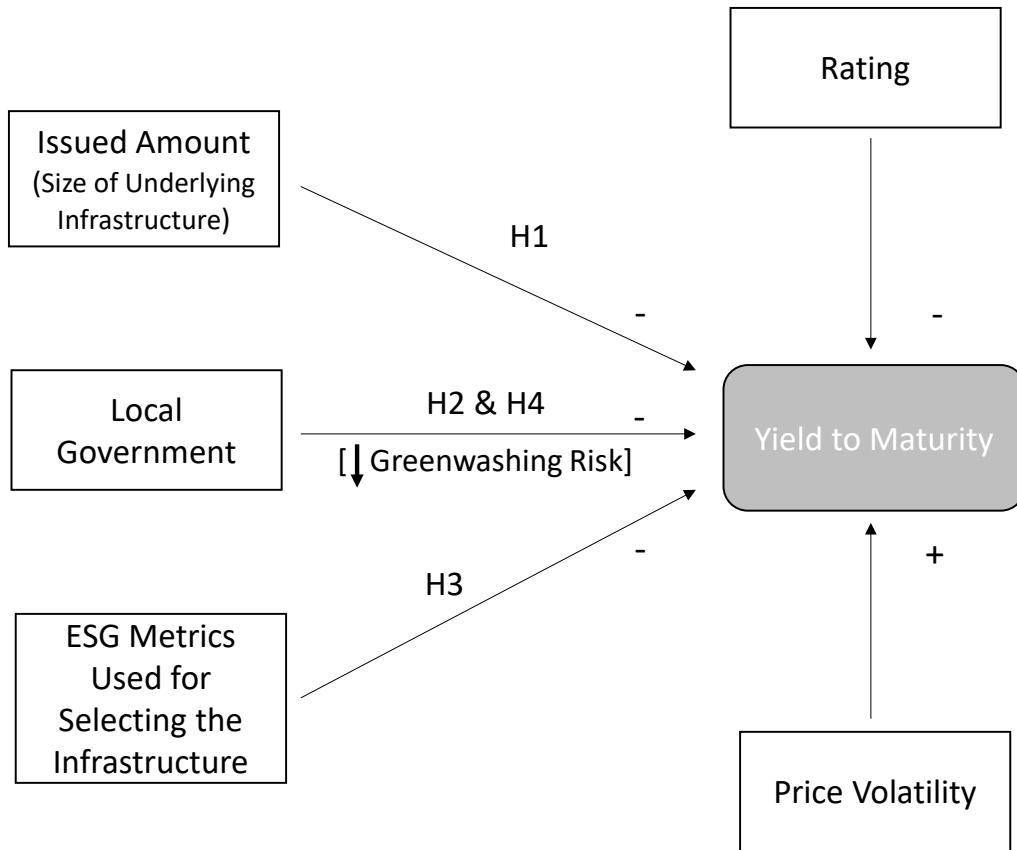 Rating
Issued Amount
(Size of Underlying
Infrastructure)
H1
-
-
Local
Government
H2 & H4
-
[↓ Greenwashing Risk]
Yield to Maturity
-
+
H3
ESG Metrics
Used for
Selecting the
Infrastructure
Price Volatility